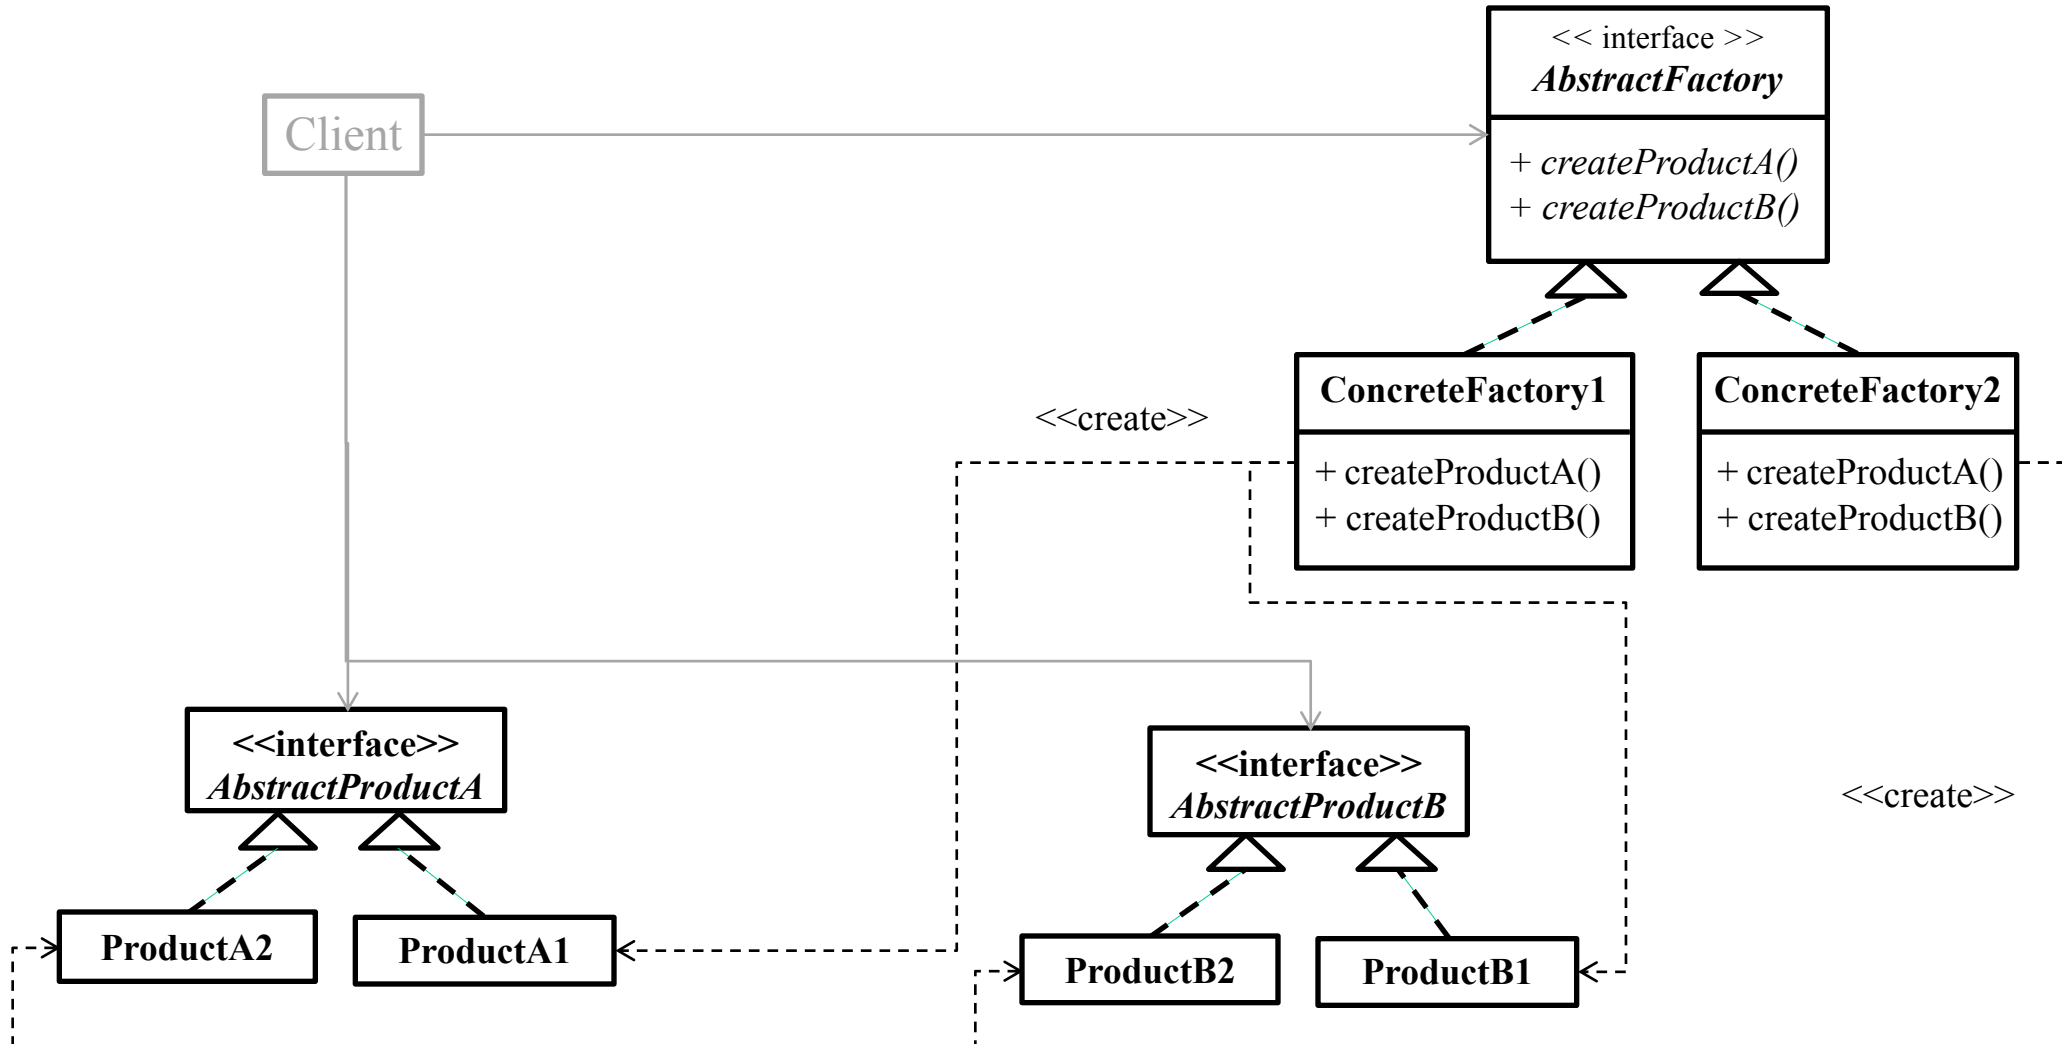 << interface >>
AbstractFactory
+ createProductA()
+ createProductB()
Client
ConcreteFactory1
+ createProductA()
+ createProductB()
ConcreteFactory2
+ createProductA()
+ createProductB()
<<create>>
<<interface>>
AbstractProductA
<<interface>>
AbstractProductB
<<create>>
ProductA2
ProductA1
ProductB2
ProductB1